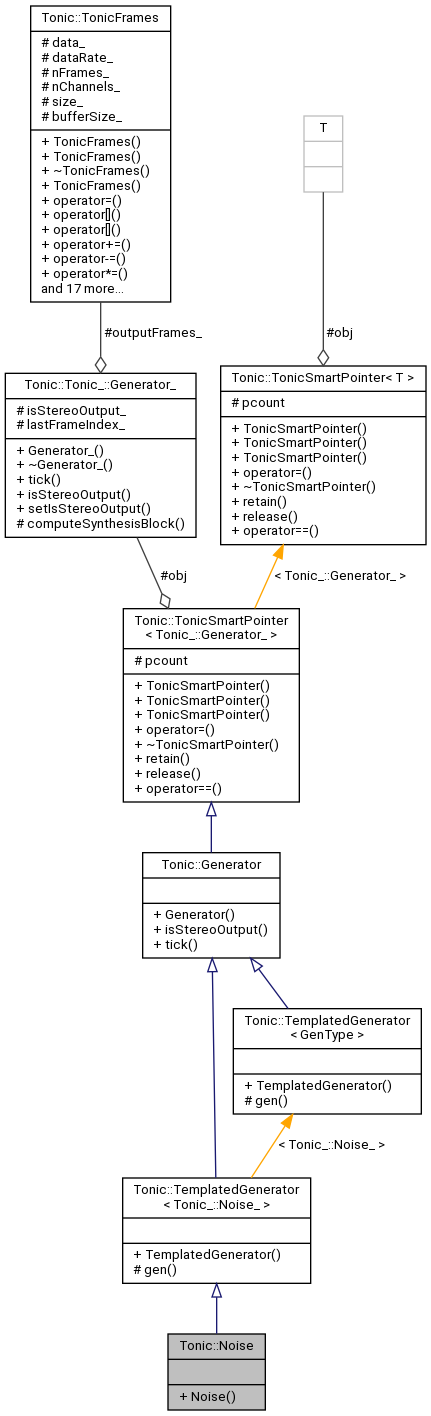 Tonic::TonicFrames
# data_
# dataRate_
# nFrames_
# nChannels_
# size_
# bufferSize_
+ TonicFrames()
+ TonicFrames()
+ ~TonicFrames()
+ TonicFrames()
+ operator=()
+ operator[]()
+ operator[]()
+ operator+=()
+ operator-=()
+ operator*=()
and 17 more...
T
#outputFrames_
#obj
Tonic::Tonic_::Generator_
# isStereoOutput_
# lastFrameIndex_
+ Generator_()
+ ~Generator_()
+ tick()
+ isStereoOutput()
+ setIsStereoOutput()
# computeSynthesisBlock()
Tonic::TonicSmartPointer< T >
# pcount
+ TonicSmartPointer()
+ TonicSmartPointer()
+ TonicSmartPointer()
+ operator=()
+ ~TonicSmartPointer()
+ retain()
+ release()
+ operator==()
#obj
< Tonic_::Generator_ >
Tonic::TonicSmartPointer
< Tonic_::Generator_ >
# pcount
+ TonicSmartPointer()
+ TonicSmartPointer()
+ TonicSmartPointer()
+ operator=()
+ ~TonicSmartPointer()
+ retain()
+ release()
+ operator==()
Tonic::Generator
+ Generator()
+ isStereoOutput()
+ tick()
Tonic::TemplatedGenerator
< GenType >
+ TemplatedGenerator()
# gen()
< Tonic_::Noise_ >
Tonic::TemplatedGenerator
< Tonic_::Noise_ >
+ TemplatedGenerator()
# gen()
Tonic::Noise
+ Noise()